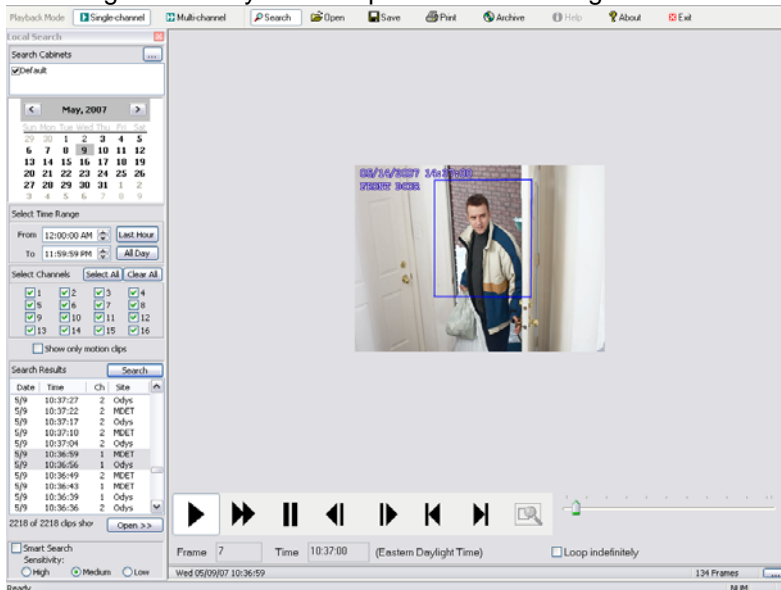 Playback Mode Single-channel Multi-channel Search Open Save Print Archive Help About Exit
Local Search
Search Cabinets ...
Default
May, 2007
Sun Mon Tue Wed Thu Fri Sat
29 30 1 2 3 4 5
6 7 8 9 10 11 12
13 14 15 16 17 18 19
20 21 22 23 24 25 26
27 28 29 30 31 1 2
3 4 5 6 7 8 9
Select Time Range
From 12:00:00 AM Last Hour
To 11:59:59 PM All Day
Select Channels Select All Clear All
1 2 3 4
5 6 7 8
9 10 11 12
13 14 15 16
Show only motion clips
Search Results Search
Date Time Ch Site
5/9 10:37:27 2 Odys
5/9 10:37:22 2 MDET
5/9 10:37:17 2 Odys
5/9 10:37:10 2 MDET
5/9 10:37:04 2 Odys
5/9 10:36:59 1 MDET
5/9 10:36:56 1 Odys
5/9 10:36:49 2 MDET
5/9 10:36:43 1 MDET
5/9 10:36:39 1 Odys
5/9 10:36:36 2 Odys
2218 of 2218 clips shov Open >>
Smart Search
Sensitivity:
High Medium Low
FRONT DOOR
Frame 7 Time 10:37:00 (Eastern Daylight Time) Loop indefinitely
Wed 05/09/07 10:36:59 134 Frames ...
Ready NUM